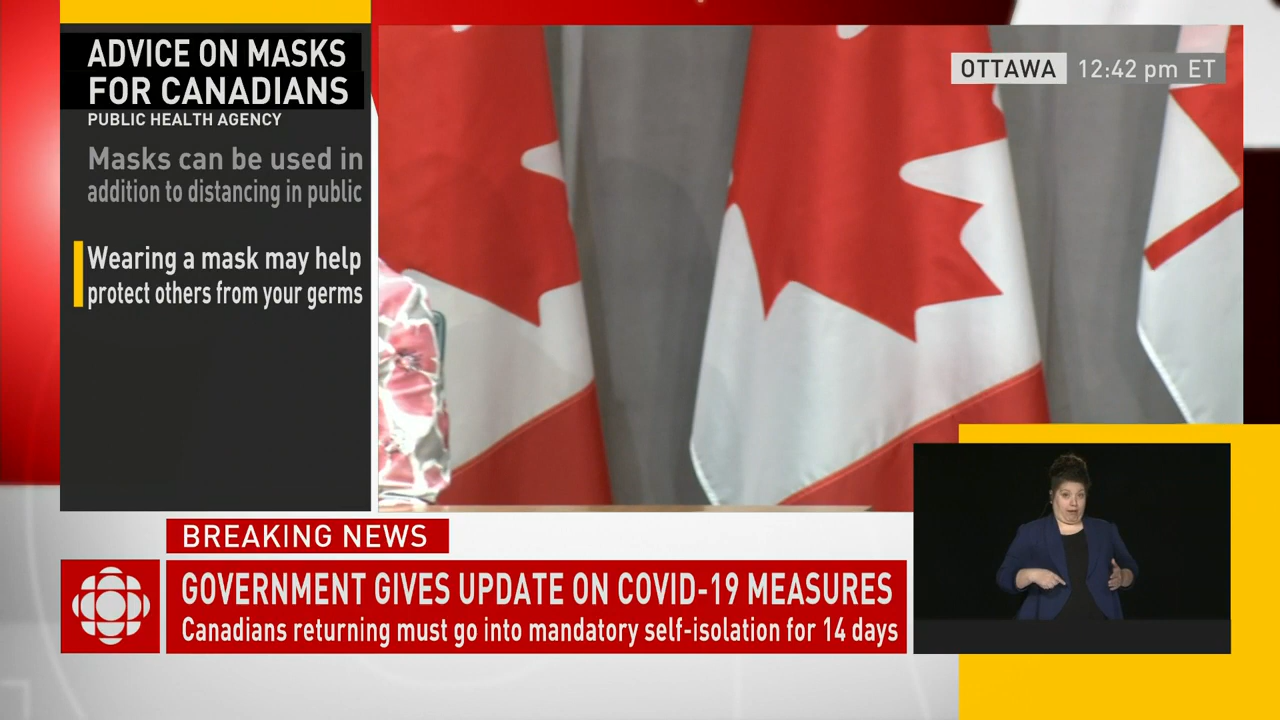 ADVICE ON MASKS
FOR CANADIANS
PUBLIC HEALTH AGENCY
Masks can be used in
addition to distancing in public
Wearing a mask may help
protect others from your germs
OTTAWA 12:42 pm ET
BREAKING NEWS
GOVERNMENT GIVES UPDATE ON COVID-19 MEASURES
Canadians returning must go into mandatory self-isolation for 14 days